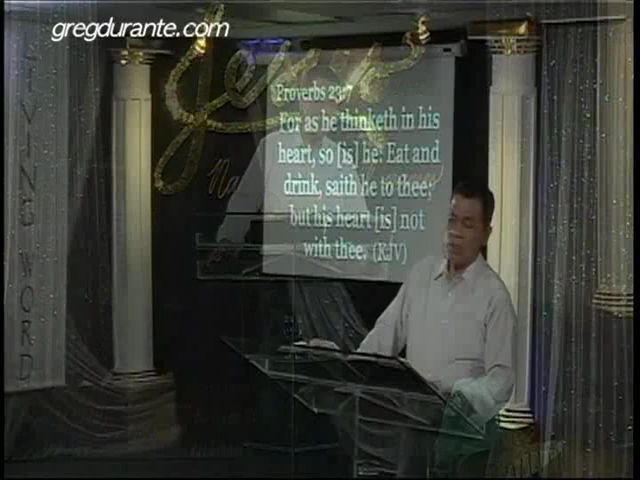 gregdurante.com
Jesus
Proverbs 23:7
For as he thinketh in his
heart, so [is] he: Eat and
drink, saith he to thee;
but his heart [is] not
with thee. (KJV)
LIVING WORD